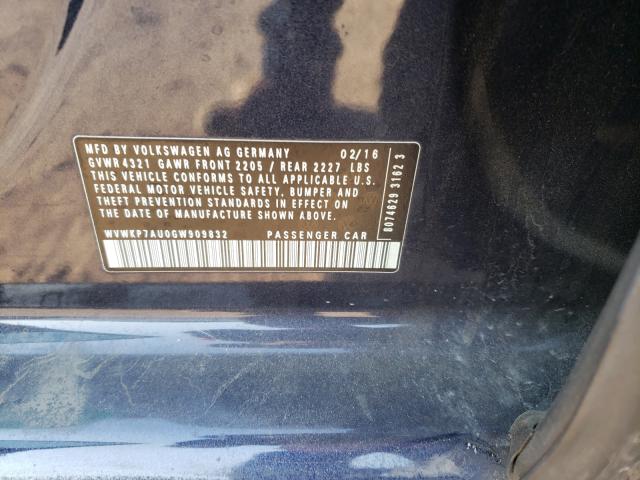 MFD BY VOLKSWAGEN AG GERMANY 02/16
GVWR 4321 GAWR FRONT 2205 / REAR 2227 LBS
THIS VEHICLE CONFORMS TO ALL APPLICABLE U.S.
FEDERAL MOTOR VEHICLE SAFETY, BUMPER AND
THEFT PREVENTION STANDARDS IN EFFECT ON
THE DATE OF MANUFACTURE SHOWN ABOVE.
WVWKP7AU0GW909832 PASSENGER CAR
8074629 3162 3